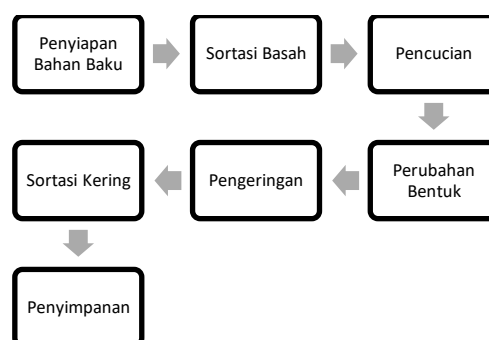 Penyiapan
Bahan Baku
Sortasi Basah
Pencucian
Perubahan
Bentuk
Pengeringan
Sortasi Kering
Penyimpanan